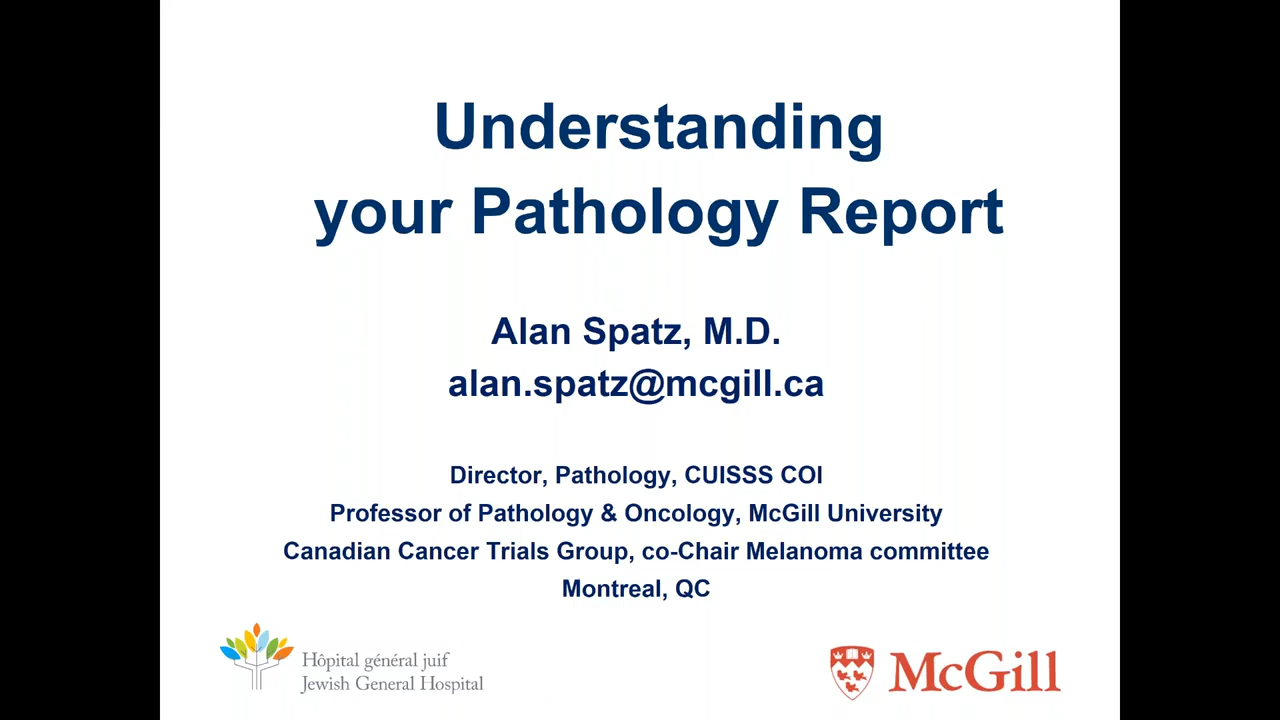 Understanding
your Pathology Report
Alan Spatz, M.D.
alan.spatz@mcgill.ca
Director, Pathology, CUISSS COI
Professor of Pathology & Oncology, McGill University
Canadian Cancer Trials Group, co-Chair Melanoma committee
Montreal, QC
Hôpital général juif
Jewish General Hospital
McGill